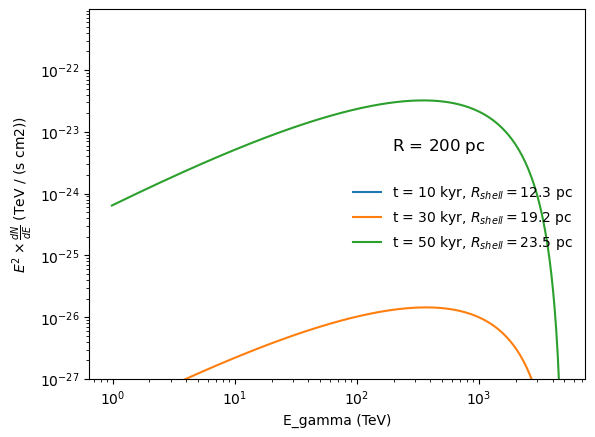 10⁻²²
10⁻²³
10⁻²⁴
10⁻²⁵
10⁻²⁶
10⁻²⁷
E² × dN/dE (TeV / (s cm2))
R = 200 pc
t = 10 kyr, R_shell = 12.3 pc
t = 30 kyr, R_shell = 19.2 pc
t = 50 kyr, R_shell = 23.5 pc
10⁰ 10¹ 10² 10³
E_gamma (TeV)